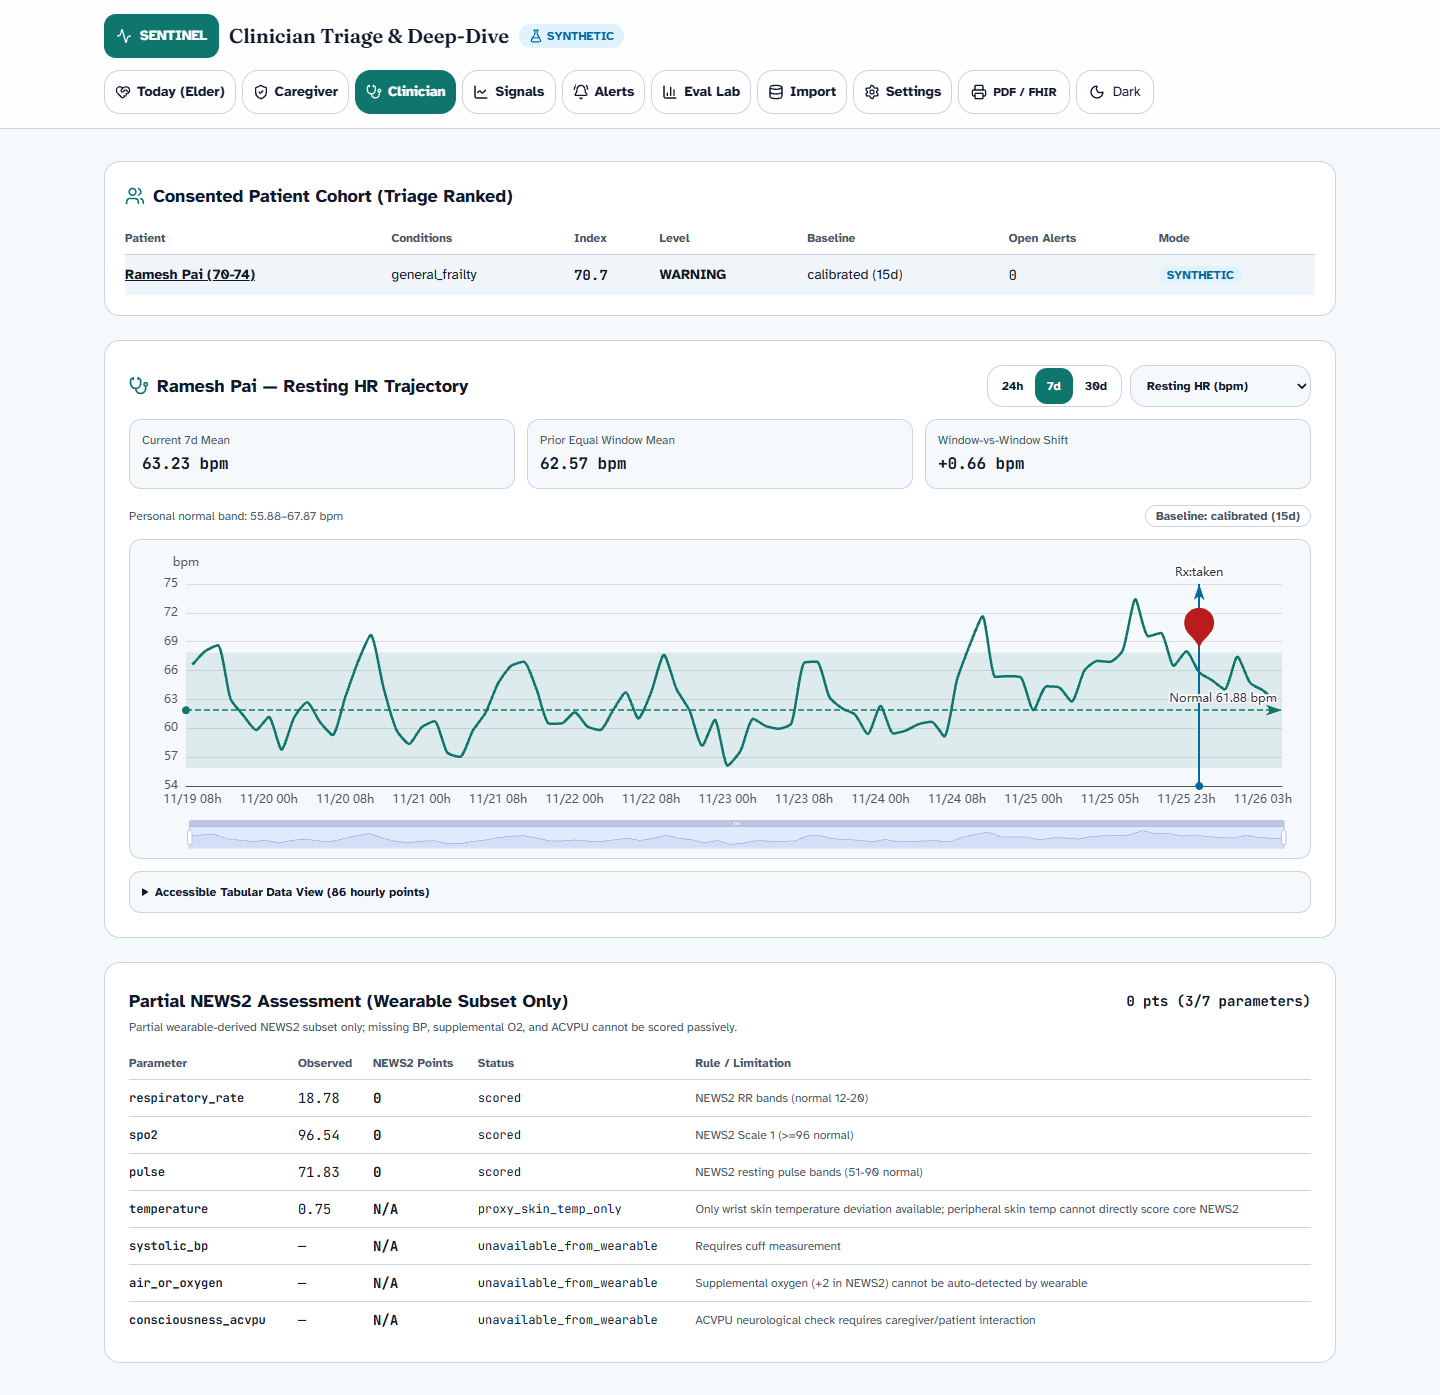 SENTINEL Clinician Triage & Deep-Dive SYNTHETIC
Today (Elder) Caregiver Clinician Signals Alerts Eval Lab Import Settings PDF / FHIR Dark
Consented Patient Cohort (Triage Ranked)
Patient Conditions Index Level Baseline Open Alerts Mode
Ramesh Pai (70-74) general_frailty 70.7 WARNING calibrated (15d) 0 SYNTHETIC
Ramesh Pai — Resting HR Trajectory 24h 7d 30d Resting HR (bpm)
Current 7d Mean Prior Equal Window Mean Window-vs-Window Shift
63.23 bpm 62.57 bpm +0.66 bpm
Personal normal band: 55.88–67.87 bpm Baseline: calibrated (15d)
bpm
Rx:taken
75
72
69
66
63
Normal 61.88 bpm
60
57
54
11/19 08h 11/20 00h 11/20 08h 11/21 00h 11/21 08h 11/22 00h 11/22 08h 11/23 00h 11/23 08h 11/24 00h 11/24 08h 11/25 00h 11/25 05h 11/25 23h 11/26 03h
Accessible Tabular Data View (86 hourly points)
Partial NEWS2 Assessment (Wearable Subset Only) 0 pts (3/7 parameters)
Partial wearable-derived NEWS2 subset only; missing BP, supplemental O2, and ACVPU cannot be scored passively.
Parameter Observed NEWS2 Points Status Rule / Limitation
respiratory_rate 18.78 0 scored NEWS2 RR bands (normal 12-20)
spo2 96.54 0 scored NEWS2 Scale 1 (>=96 normal)
pulse 71.83 0 scored NEWS2 resting pulse bands (51-90 normal)
temperature 0.75 N/A proxy_skin_temp_only Only wrist skin temperature deviation available; peripheral skin temp cannot directly score core NEWS2
systolic_bp — N/A unavailable_from_wearable Requires cuff measurement
air_or_oxygen — N/A unavailable_from_wearable Supplemental oxygen (+2 in NEWS2) cannot be auto-detected by wearable
consciousness_acvpu — N/A unavailable_from_wearable ACVPU neurological check requires caregiver/patient interaction